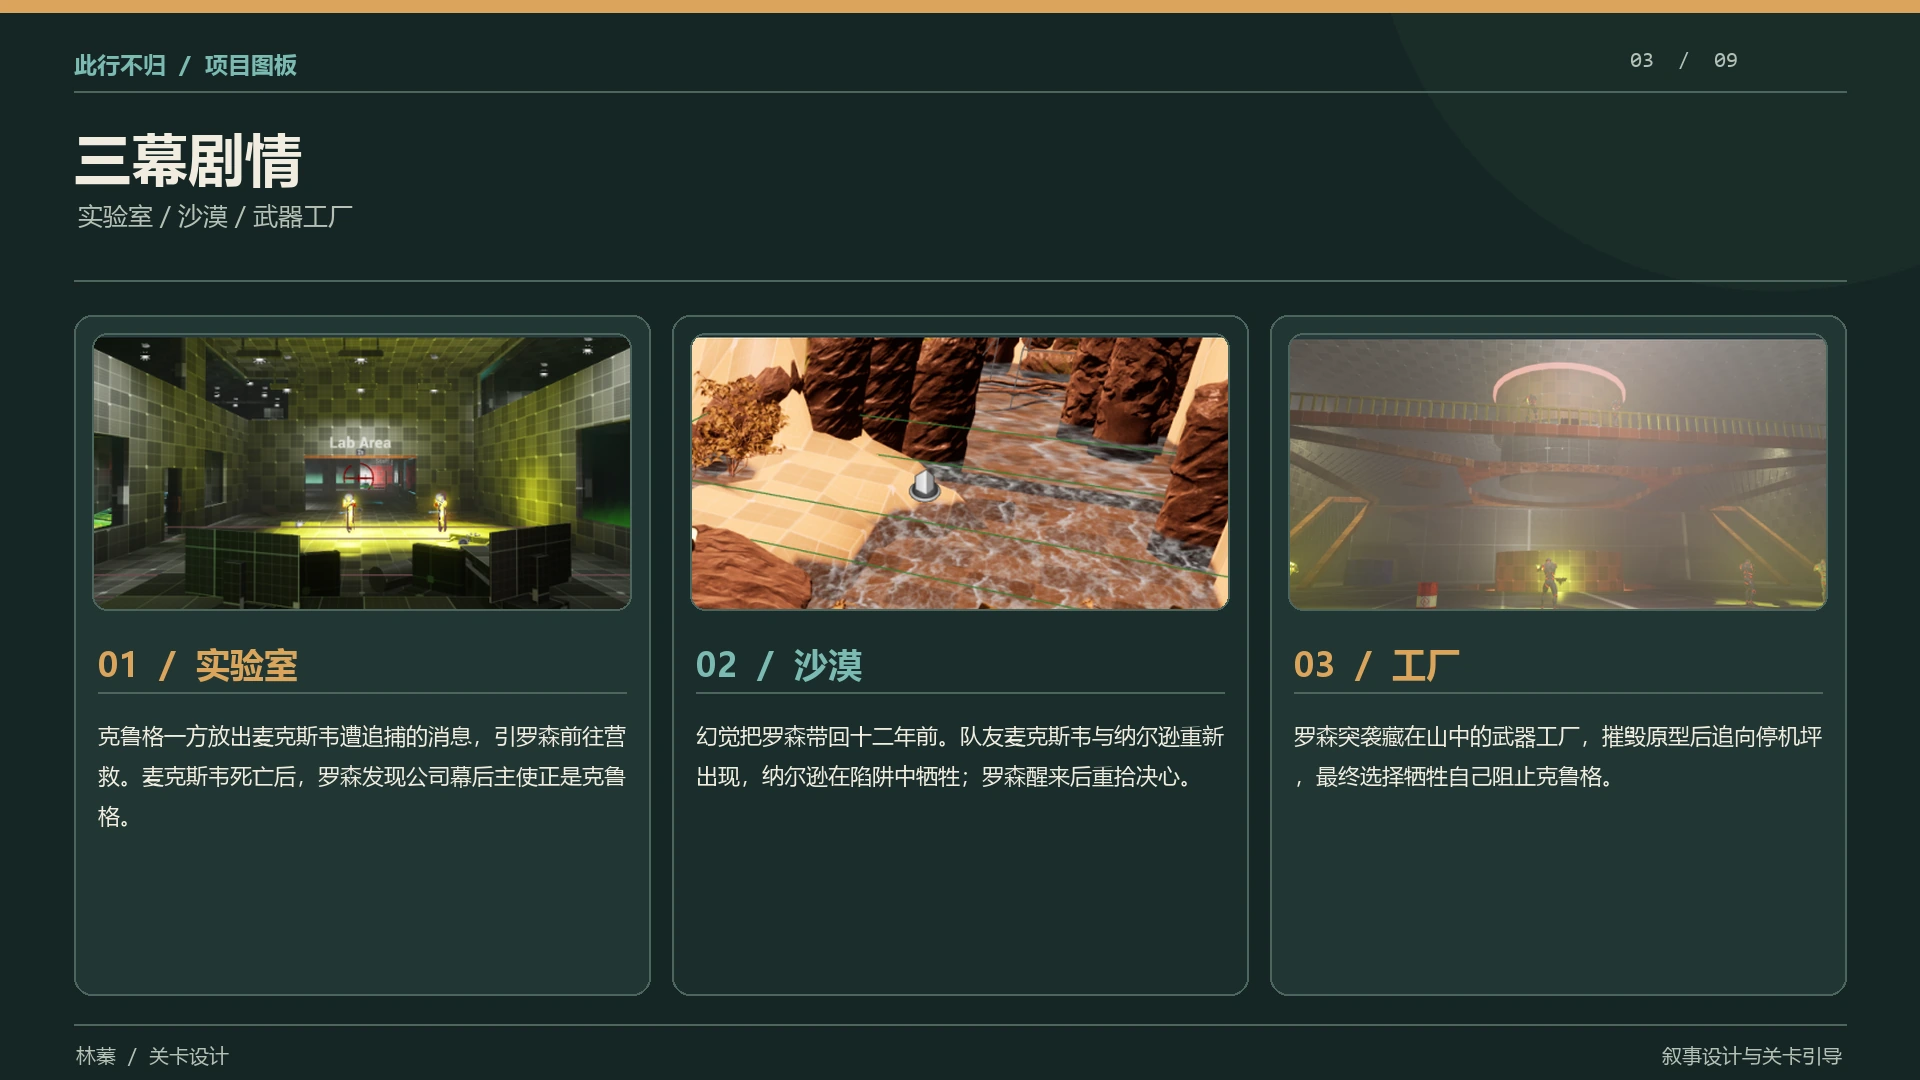 此行不归 / 项目图板
03 / 09
三幕剧情
实验室 / 沙漠 / 武器工厂
Lab Area
01 / 实验室
克鲁格一方放出麦克斯韦遭追捕的消息，引罗森前往营
救。麦克斯韦死亡后，罗森发现公司幕后主使正是克鲁
格。
02 / 沙漠
幻觉把罗森带回十二年前。队友麦克斯韦与纳尔逊重新
出现，纳尔逊在陷阱中牺牲；罗森醒来后重拾决心。
03 / 工厂
罗森突袭藏在山中的武器工厂，摧毁原型后追向停机坪
，最终选择牺牲自己阻止克鲁格。
林蓁 / 关卡设计
叙事设计与关卡引导